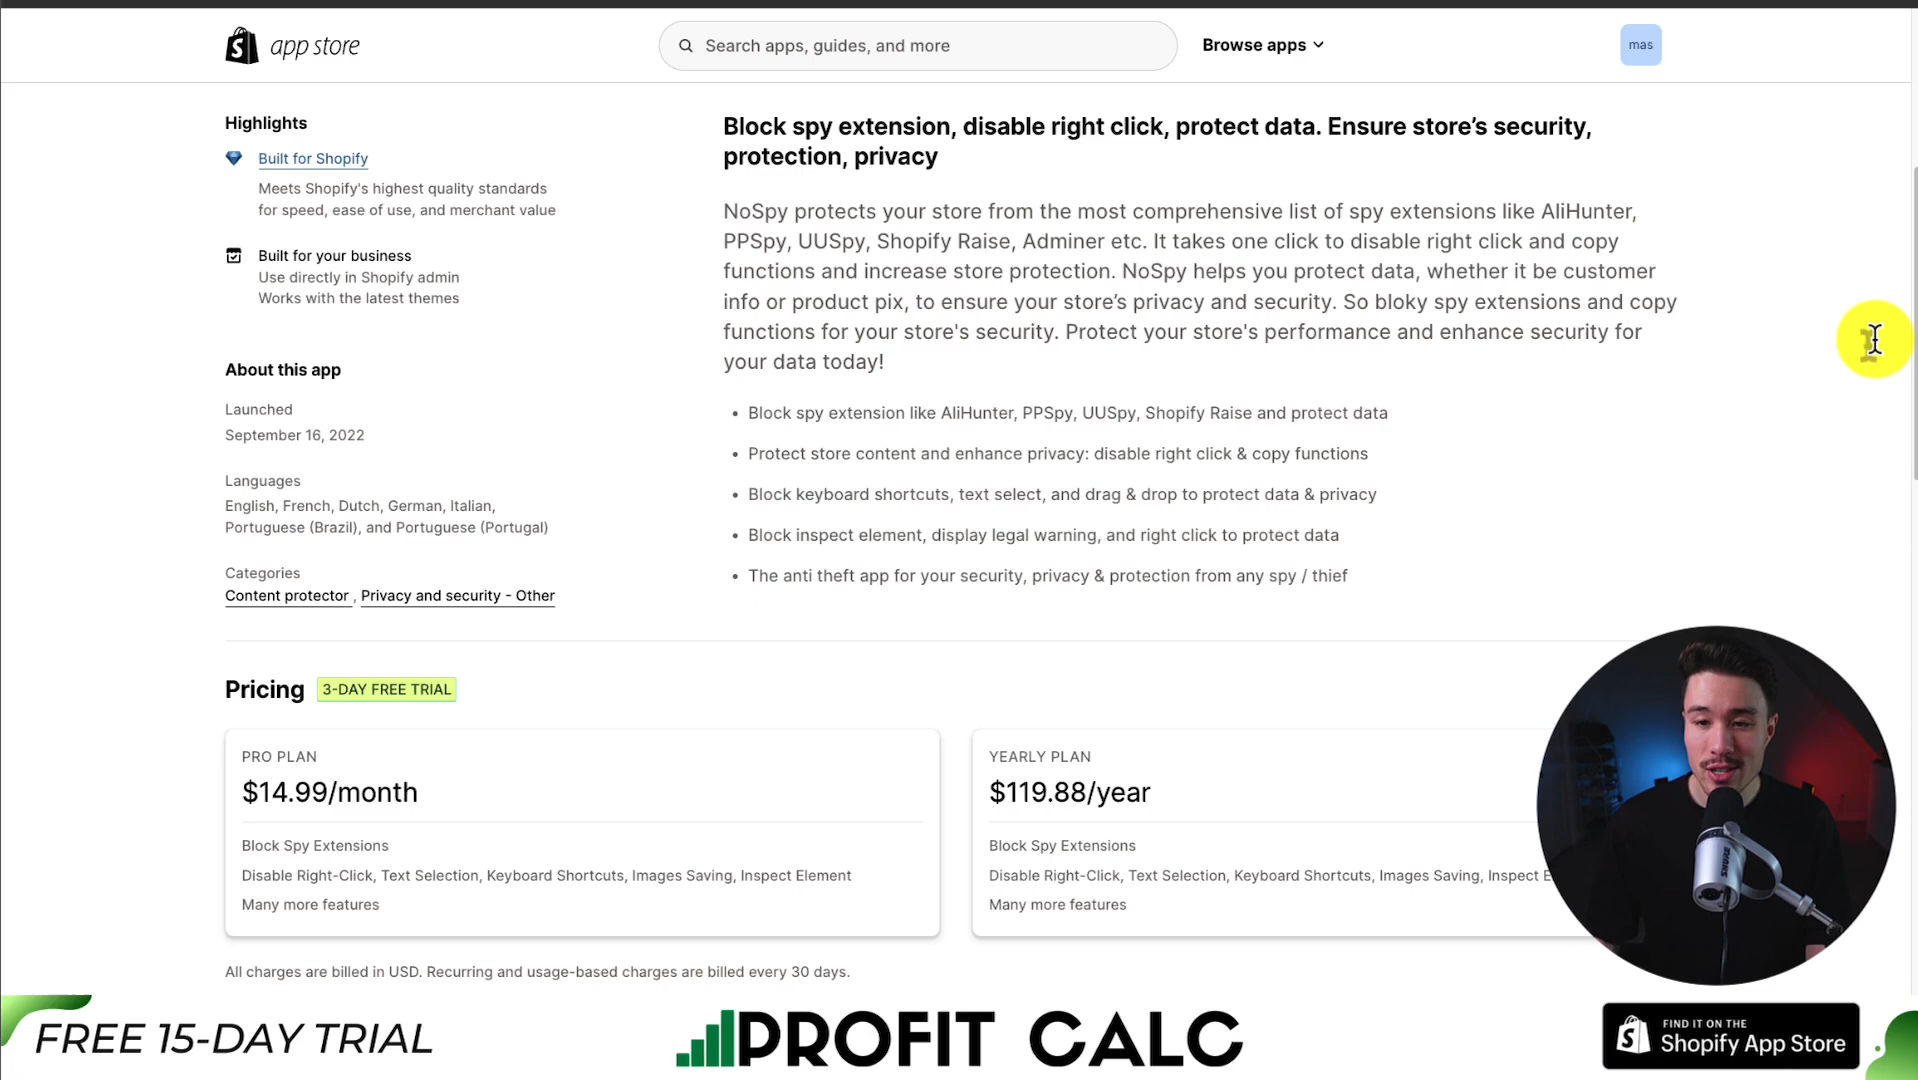 app store
Search apps, guides, and more
Browse apps
mas
Highlights
Built for Shopify
Meets Shopify's highest quality standards
for speed, ease of use, and merchant value
Built for your business
Use directly in Shopify admin
Works with the latest themes
About this app
Launched
September 16, 2022
Languages
English, French, Dutch, German, Italian,
Portuguese (Brazil), and Portuguese (Portugal)
Categories
Content protector , Privacy and security - Other
Block spy extension, disable right click, protect data. Ensure store’s security,
protection, privacy
NoSpy protects your store from the most comprehensive list of spy extensions like AliHunter,
PPSpy, UUSpy, Shopify Raise, Adminer etc. It takes one click to disable right click and copy
functions and increase store protection. NoSpy helps you protect data, whether it be customer
info or product pix, to ensure your store’s privacy and security. So bloky spy extensions and copy
functions for your store's security. Protect your store's performance and enhance security for
your data today!
• Block spy extension like AliHunter, PPSpy, UUSpy, Shopify Raise and protect data
• Protect store content and enhance privacy: disable right click & copy functions
• Block keyboard shortcuts, text select, and drag & drop to protect data & privacy
• Block inspect element, display legal warning, and right click to protect data
• The anti theft app for your security, privacy & protection from any spy / thief
Pricing
3-DAY FREE TRIAL
PRO PLAN
$14.99/month
Block Spy Extensions
Disable Right-Click, Text Selection, Keyboard Shortcuts, Images Saving, Inspect Element
Many more features
YEARLY PLAN
$119.88/year
Block Spy Extensions
Disable Right-Click, Text Selection, Keyboard Shortcuts, Images Saving, Inspect E
Many more features
All charges are billed in USD. Recurring and usage-based charges are billed every 30 days.
SHURE
FREE 15-DAY TRIAL
PROFIT CALC
FIND IT ON THE
Shopify App Store